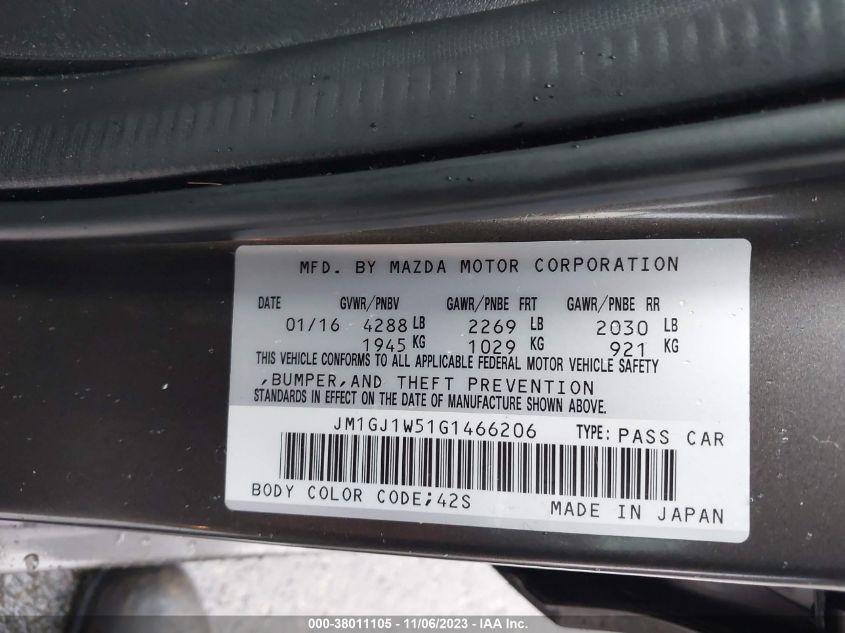 MFD. BY MAZDA MOTOR CORPORATION
DATE GVWR/PNBV GAWR/PNBE FRT GAWR/PNBE RR
01/16 4288 LB 2269 LB 2030 LB
1945 KG 1029 KG 921 KG
THIS VEHICLE CONFORMS TO ALL APPLICABLE FEDERAL MOTOR VEHICLE SAFETY
,BUMPER,AND THEFT PREVENTION
STANDARDS IN EFFECT ON THE DATE OF MANUFACTURE SHOWN ABOVE.
JM1GJ1W51G1466206 TYPE: PASS CAR
BODY COLOR CODE;42S MADE IN JAPAN
000-38011105 - 11/06/2023 - IAA Inc.